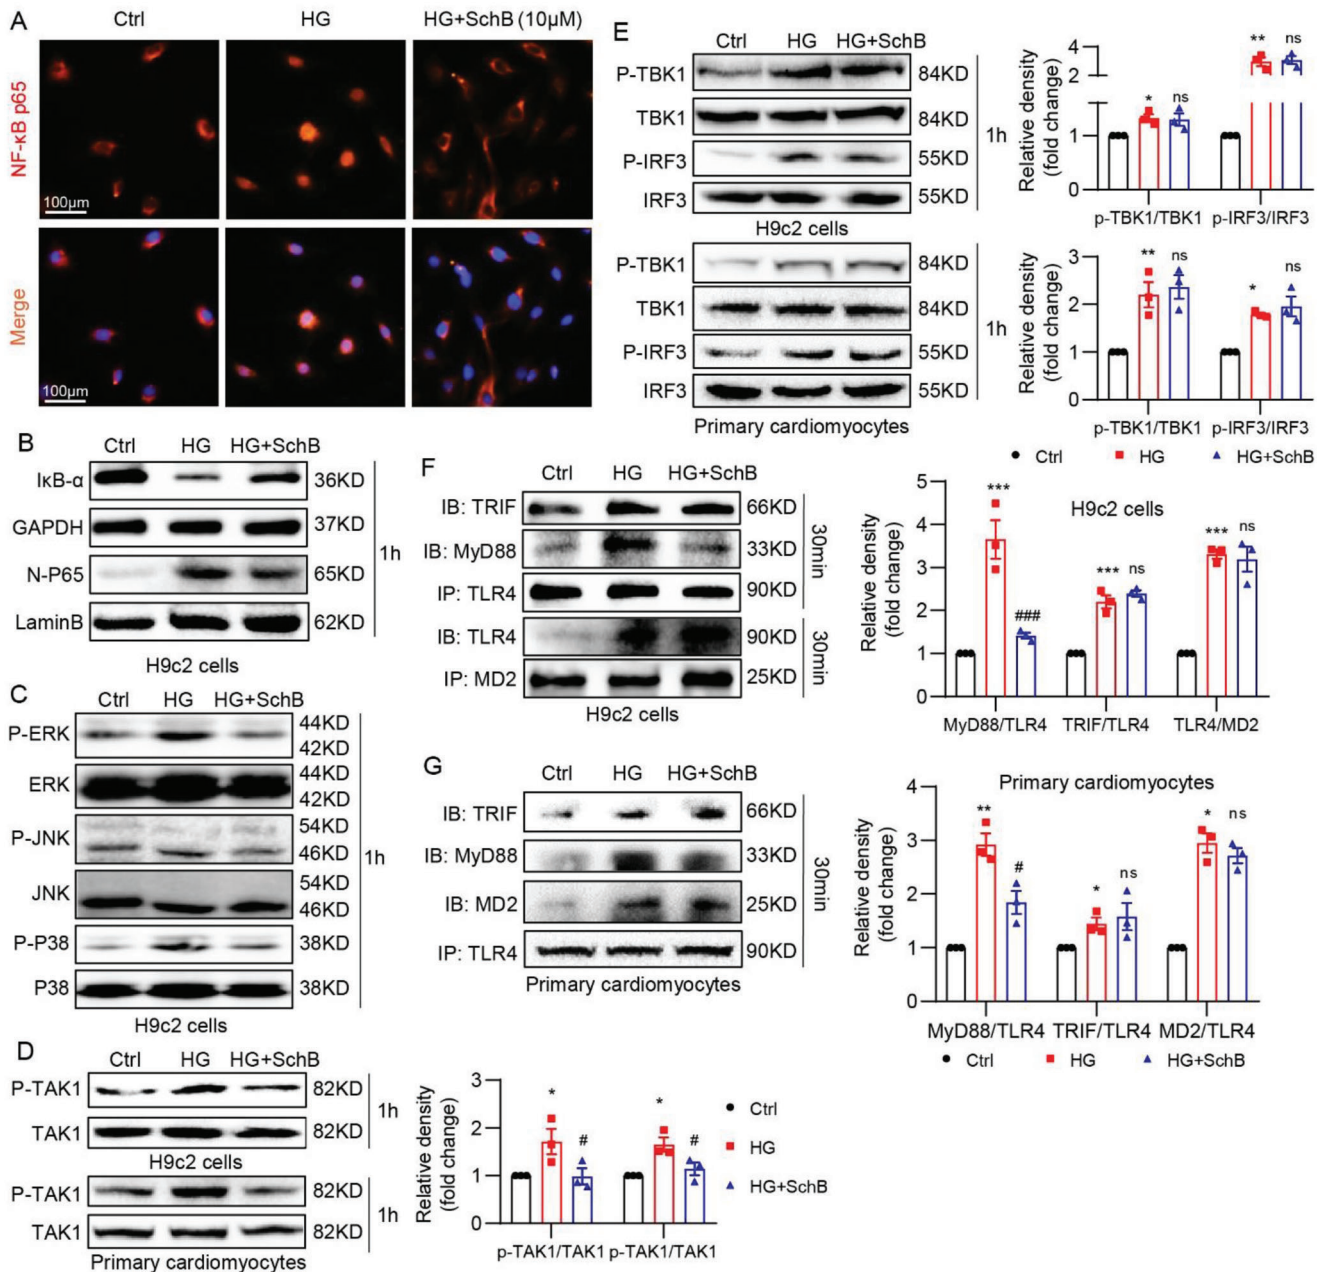 A
Ctrl
HG
HG+SchB (10μM)
NF-κB p65
100μm
Merge
100μm
B
Ctrl
HG
HG+SchB
IκB-α
36KD
GAPDH
37KD
N-P65
65KD
LaminB
62KD
1h
H9c2 cells
C
Ctrl
HG
HG+SchB
P-ERK
44KD
42KD
ERK
44KD
42KD
P-JNK
54KD
46KD
JNK
54KD
46KD
P-P38
38KD
P38
38KD
1h
H9c2 cells
D
Ctrl
HG
HG+SchB
P-TAK1
82KD
TAK1
82KD
1h
H9c2 cells
P-TAK1
82KD
TAK1
82KD
1h
Primary cardiomyocytes
Relative density
(fold change)
3
2
1
0
*
#
*
#
p-TAK1/TAK1
p-TAK1/TAK1
Ctrl
HG
HG+SchB
E
Ctrl
HG
HG+SchB
P-TBK1
84KD
TBK1
84KD
P-IRF3
55KD
IRF3
55KD
1h
H9c2 cells
P-TBK1
84KD
TBK1
84KD
P-IRF3
55KD
IRF3
55KD
1h
Primary cardiomyocytes
Relative density
(fold change)
4
2
1
0
*
ns
**
ns
p-TBK1/TBK1
p-IRF3/IRF3
Relative density
(fold change)
3
2
1
0
**
ns
*
ns
p-TBK1/TBK1
p-IRF3/IRF3
Ctrl
HG
HG+SchB
F
Ctrl
HG
HG+SchB
IB: TRIF
66KD
IB: MyD88
33KD
IP: TLR4
90KD
30min
IB: TLR4
90KD
IP: MD2
25KD
30min
H9c2 cells
H9c2 cells
Relative density
(fold change)
5
4
3
2
1
0
***
###
***
ns
***
ns
MyD88/TLR4
TRIF/TLR4
TLR4/MD2
G
Ctrl
HG
HG+SchB
IB: TRIF
66KD
IB: MyD88
33KD
IB: MD2
25KD
IP: TLR4
90KD
30min
Primary cardiomyocytes
Primary cardiomyocytes
Relative density
(fold change)
4
3
2
1
0
**
#
*
ns
*
ns
MyD88/TLR4
TRIF/TLR4
MD2/TLR4
Ctrl
HG
HG+SchB